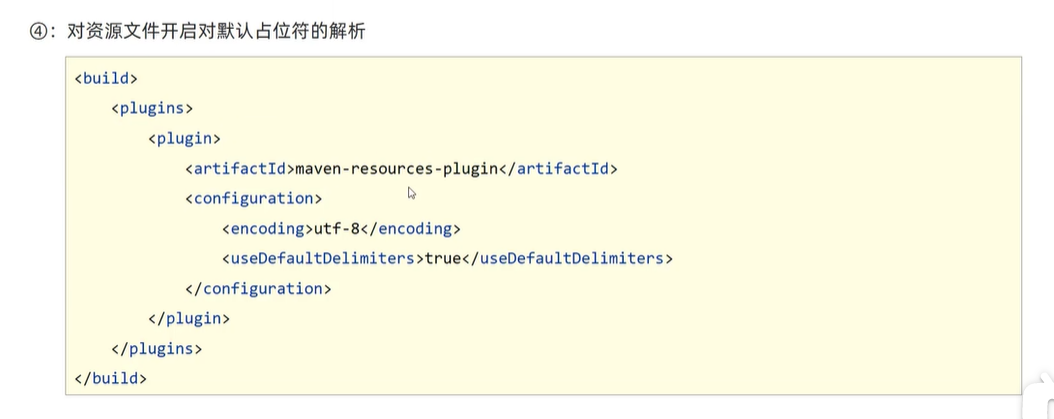 ④：对资源文件开启对默认占位符的解析
<build>
    <plugins>
        <plugin>
            <artifactId>maven-resources-plugin</artifactId>
            <configuration>
                <encoding>utf-8</encoding>
                <useDefaultDelimiters>true</useDefaultDelimiters>
            </configuration>
        </plugin>
    </plugins>
</build>